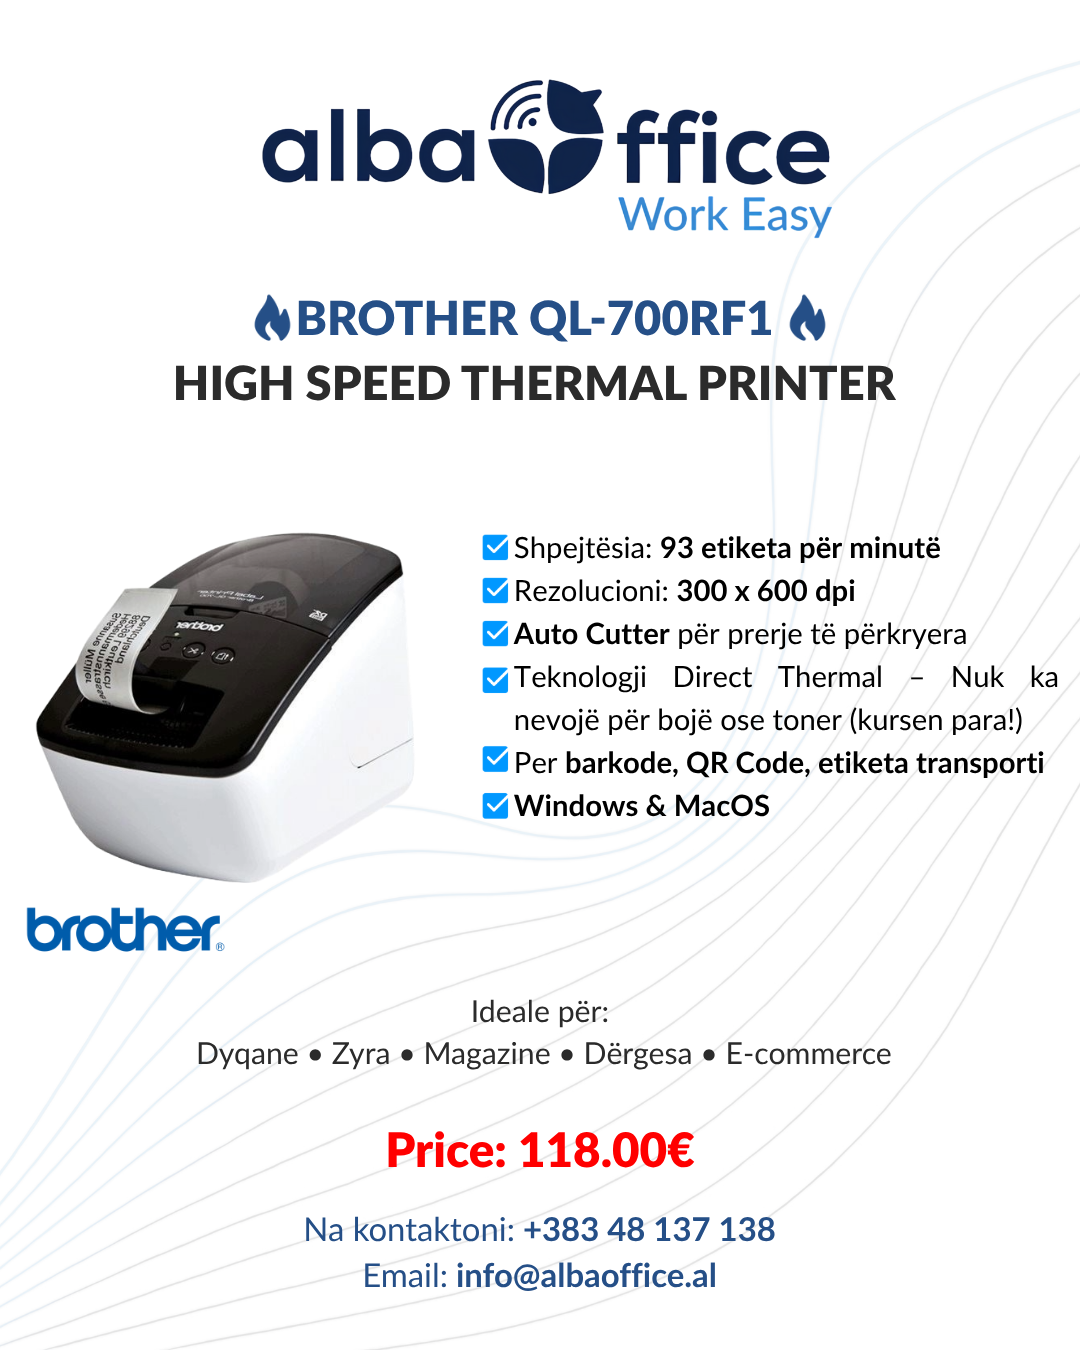 alba office
Work Easy
BROTHER QL-700RF1
HIGH SPEED THERMAL PRINTER
Shpejtësia: 93 etiketa për minutë
Rezolucioni: 300 x 600 dpi
Auto Cutter për prerje të përkryera
Teknologji Direct Thermal – Nuk ka
nevojë për bojë ose toner (kursen para!)
Per barkode, QR Code, etiketa transporti
Windows & MacOS
brother
Deutschland
brother®
Ideale për:
Dyqane • Zyra • Magazine • Dërgesa • E-commerce
Price: 118.00€
Na kontaktoni: +383 48 137 138
Email: info@albaoffice.al